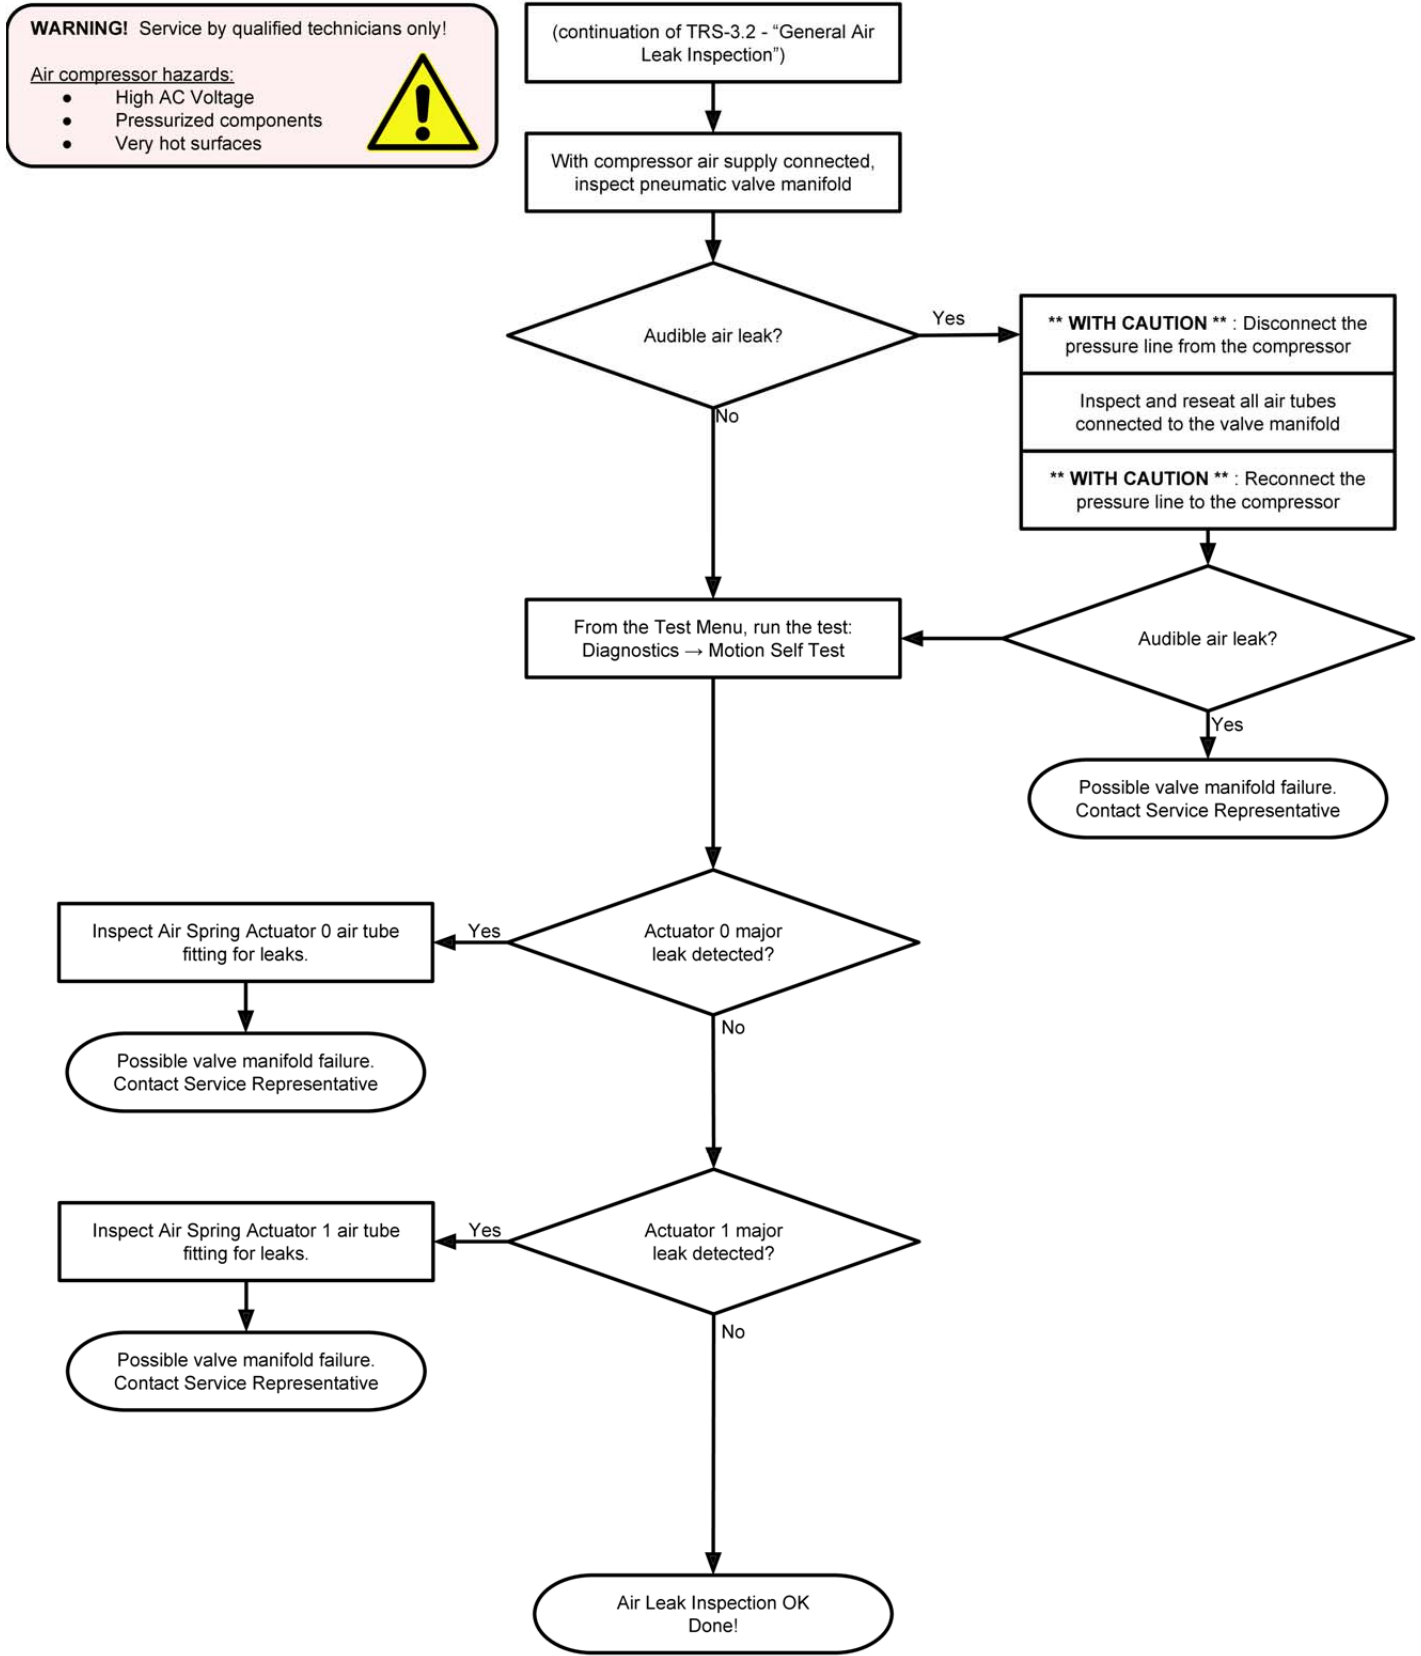 WARNING! Service by qualified technicians only!
Air compressor hazards:
● High AC Voltage
● Pressurized components
● Very hot surfaces
(continuation of TRS-3.2 - “General Air
Leak Inspection”)
With compressor air supply connected,
inspect pneumatic valve manifold
Audible air leak?
Yes
No
** WITH CAUTION ** : Disconnect the
pressure line from the compressor
Inspect and reseat all air tubes
connected to the valve manifold
** WITH CAUTION ** : Reconnect the
pressure line to the compressor
Audible air leak?
Yes
Possible valve manifold failure.
Contact Service Representative
From the Test Menu, run the test:
Diagnostics → Motion Self Test
Actuator 0 major
leak detected?
Yes
No
Inspect Air Spring Actuator 0 air tube
fitting for leaks.
Possible valve manifold failure.
Contact Service Representative
Actuator 1 major
leak detected?
Yes
No
Inspect Air Spring Actuator 1 air tube
fitting for leaks.
Possible valve manifold failure.
Contact Service Representative
Air Leak Inspection OK
Done!